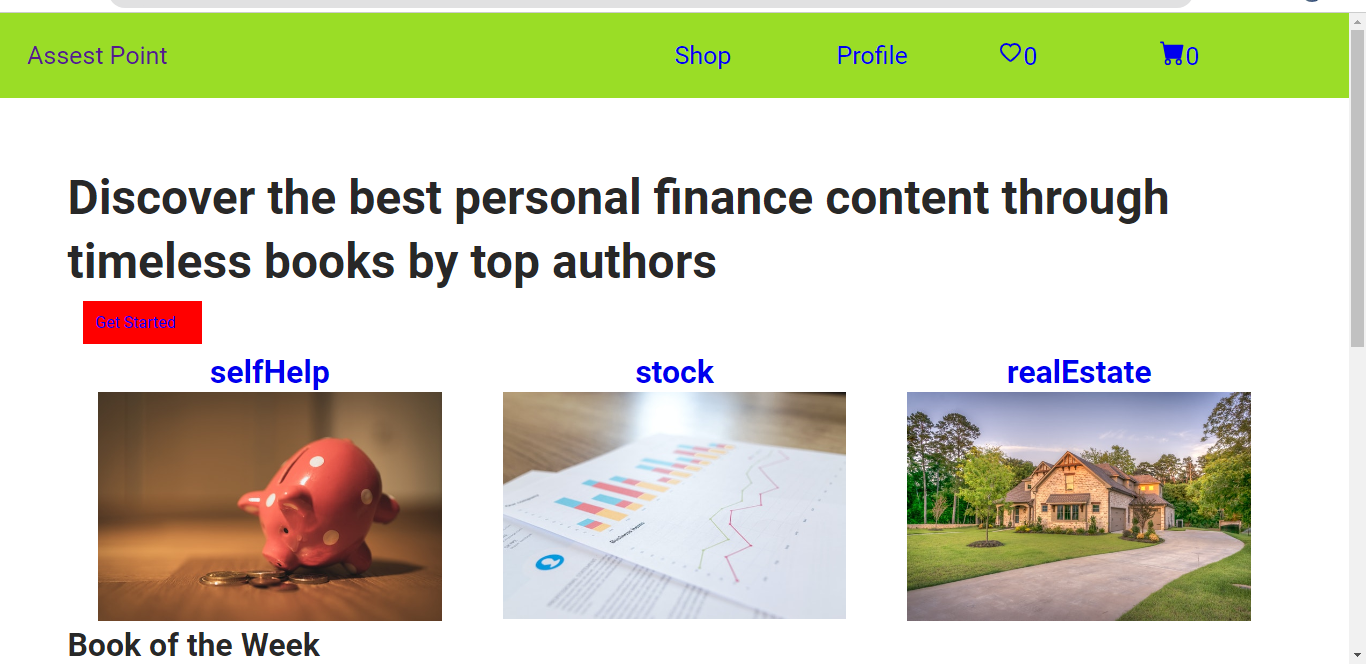 Assest Point
Shop
Profile
0
0
Discover the best personal finance content through
timeless books by top authors
Get Started
selfHelp
stock
realEstate
Book of the Week